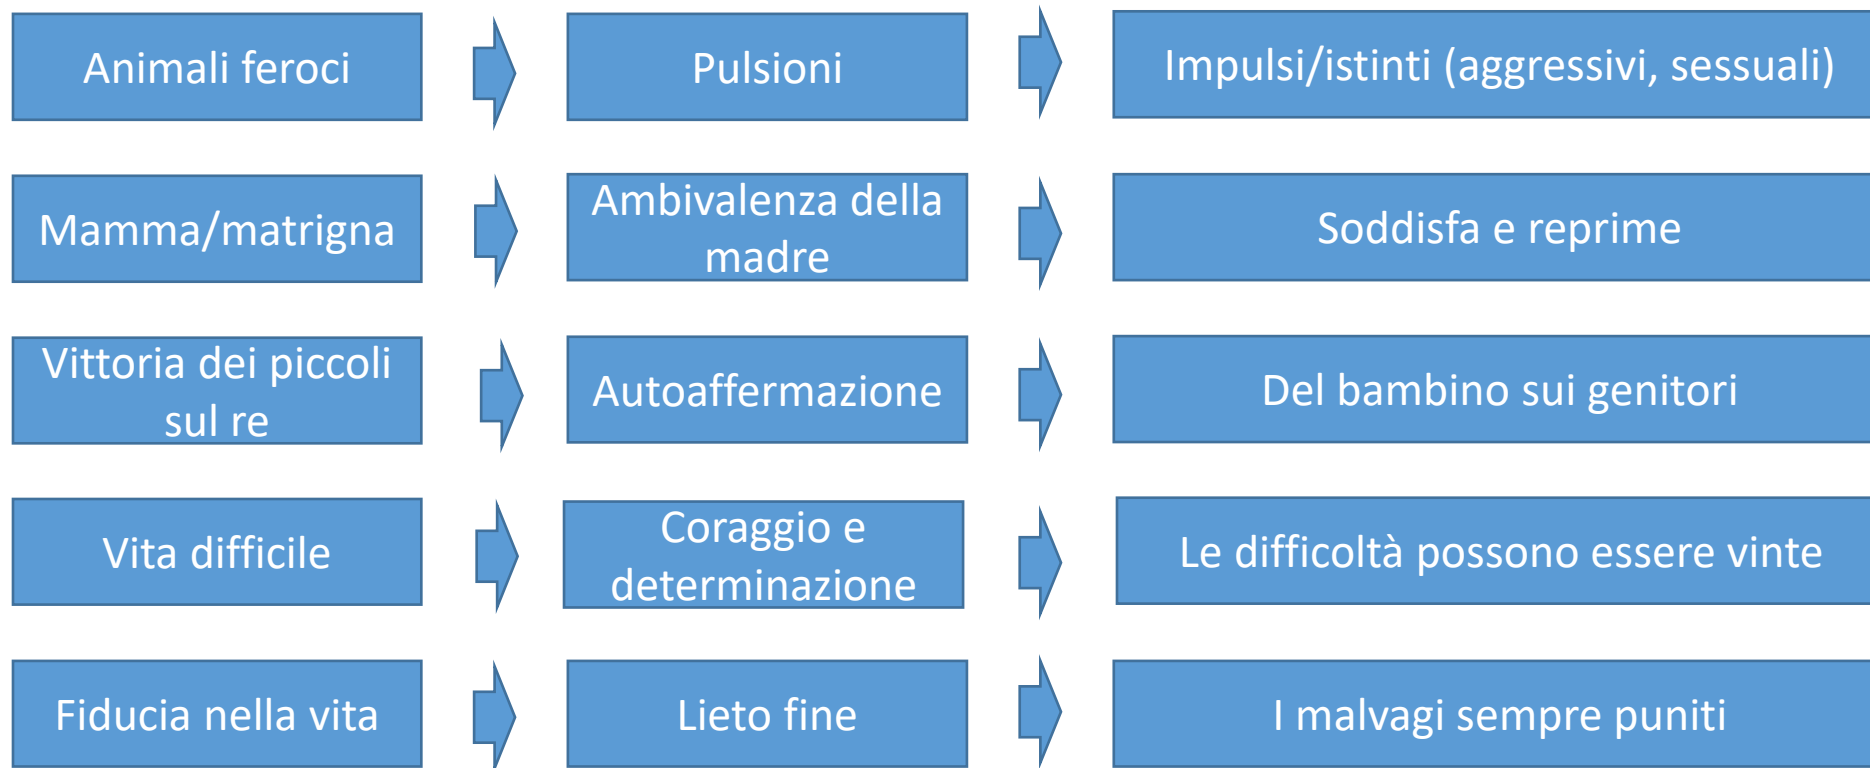 Animali feroci
Pulsioni
Impulsi/istinti (aggressivi, sessuali)
Mamma/matrigna
Ambivalenza della
madre
Soddisfa e reprime
Vittoria dei piccoli
sul re
Autoaffermazione
Del bambino sui genitori
Vita difficile
Coraggio e
determinazione
Le difficoltà possono essere vinte
Fiducia nella vita
Lieto fine
I malvagi sempre puniti